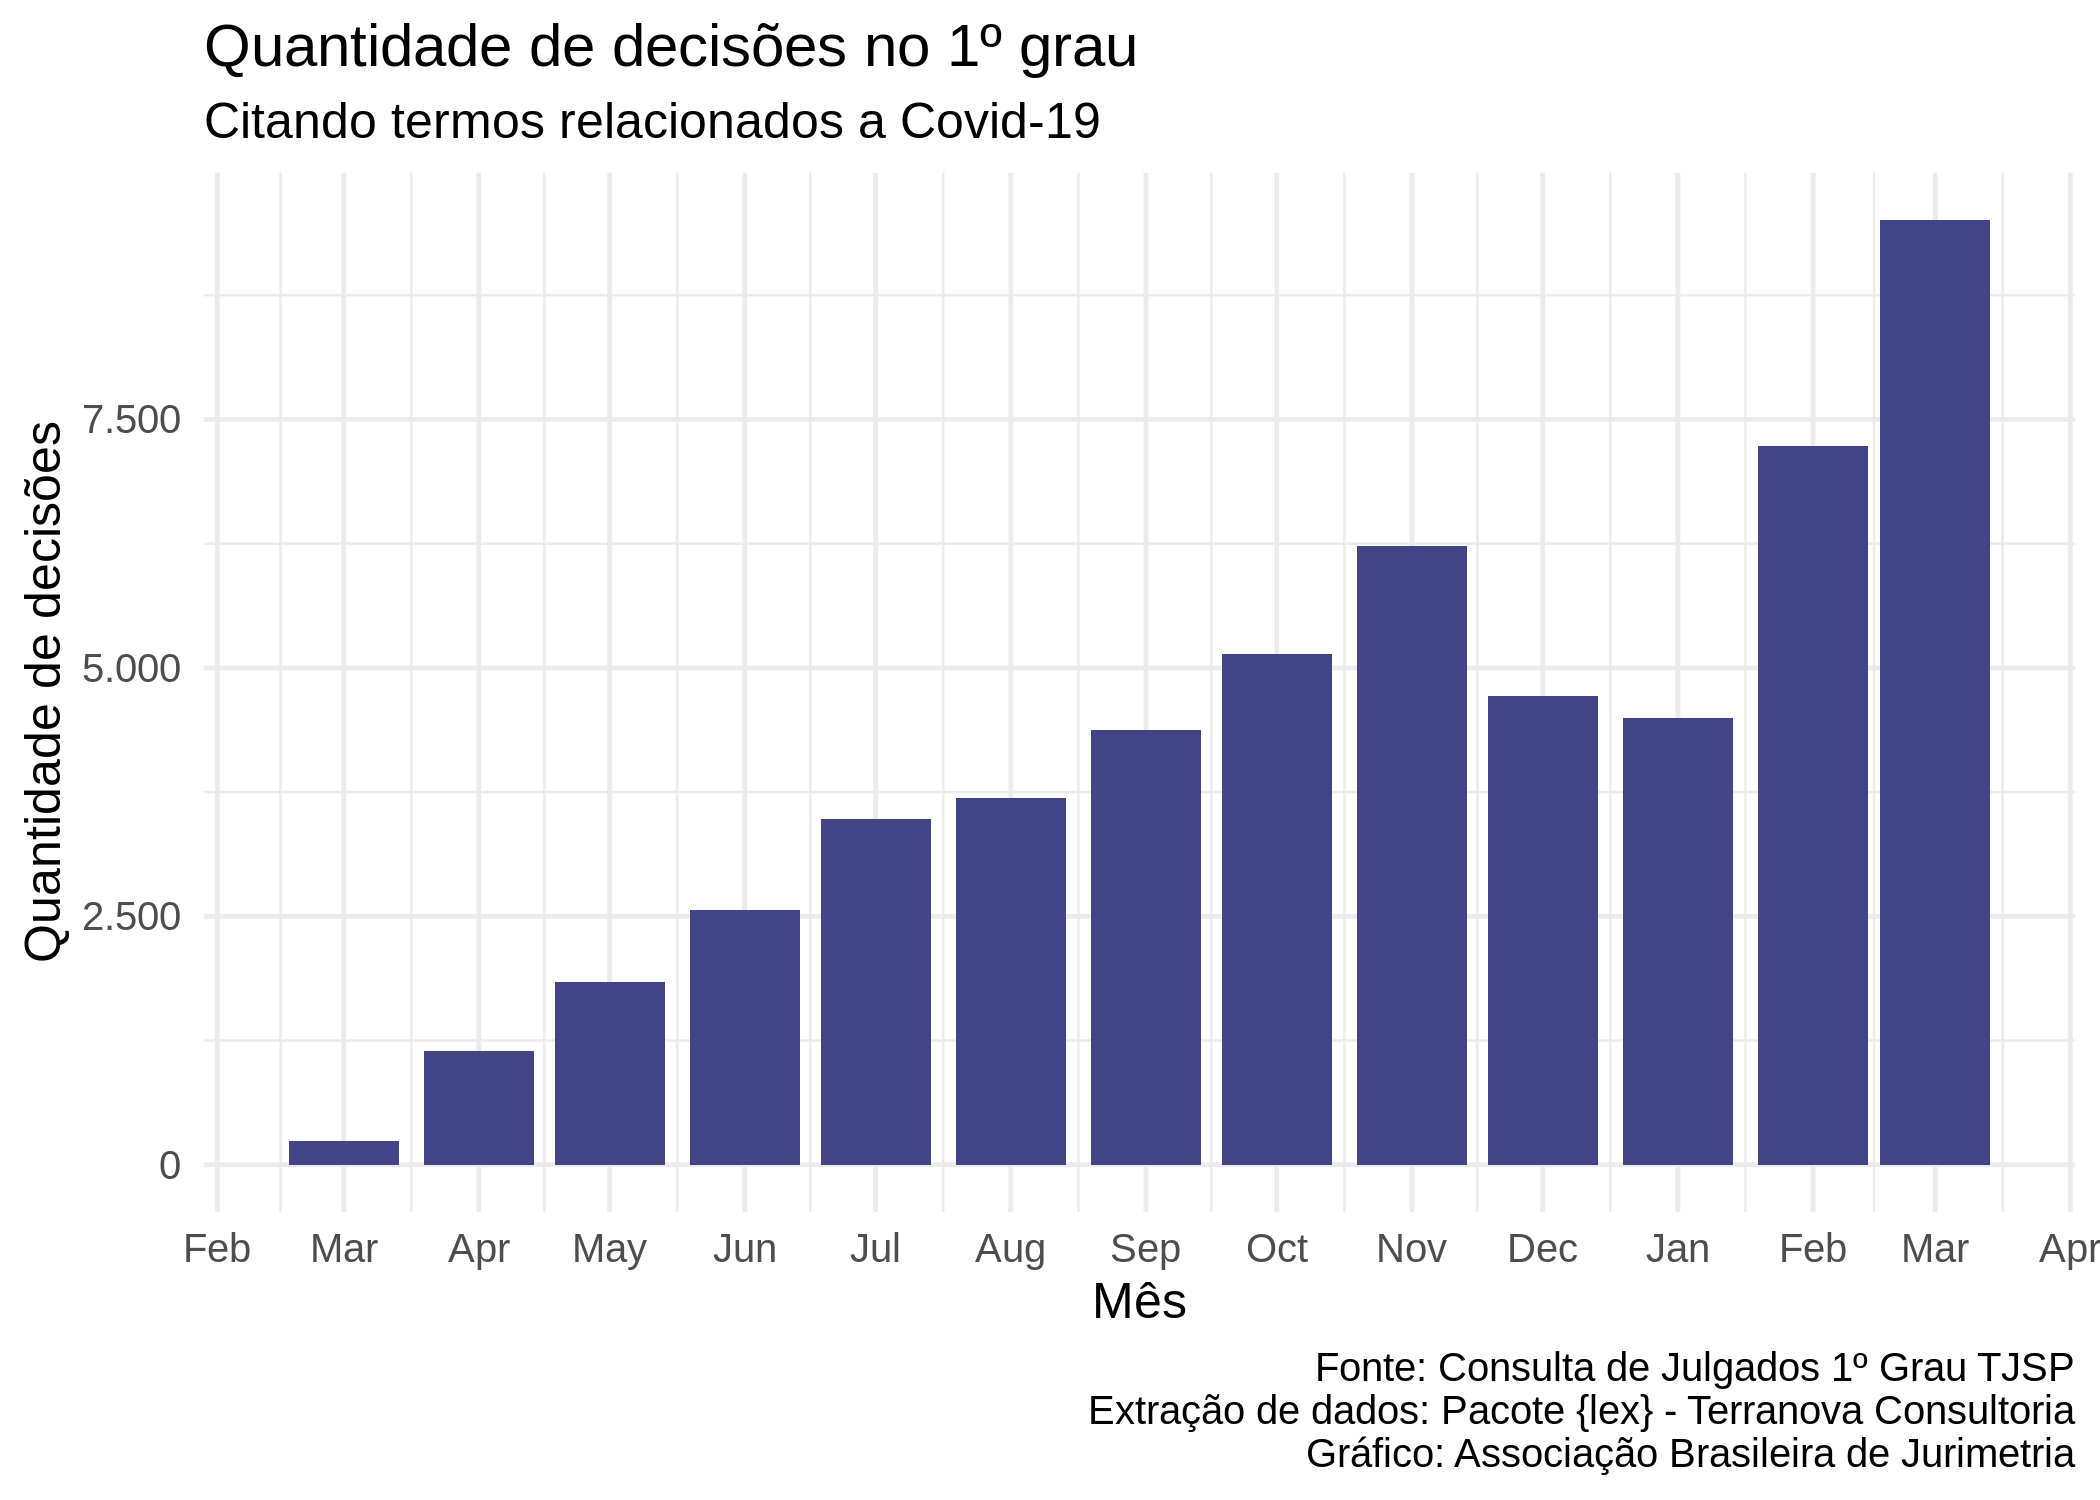 Quantidade de decisões no 1º grau
Citando termos relacionados a Covid-19
Quantidade de decisões
7.500
5.000
2.500
0
Feb Mar Apr May Jun Jul Aug Sep Oct Nov Dec Jan Feb Mar Apr
Mês
Fonte: Consulta de Julgados 1º Grau TJSP
Extração de dados: Pacote {lex} - Terranova Consultoria
Gráfico: Associação Brasileira de Jurimetria